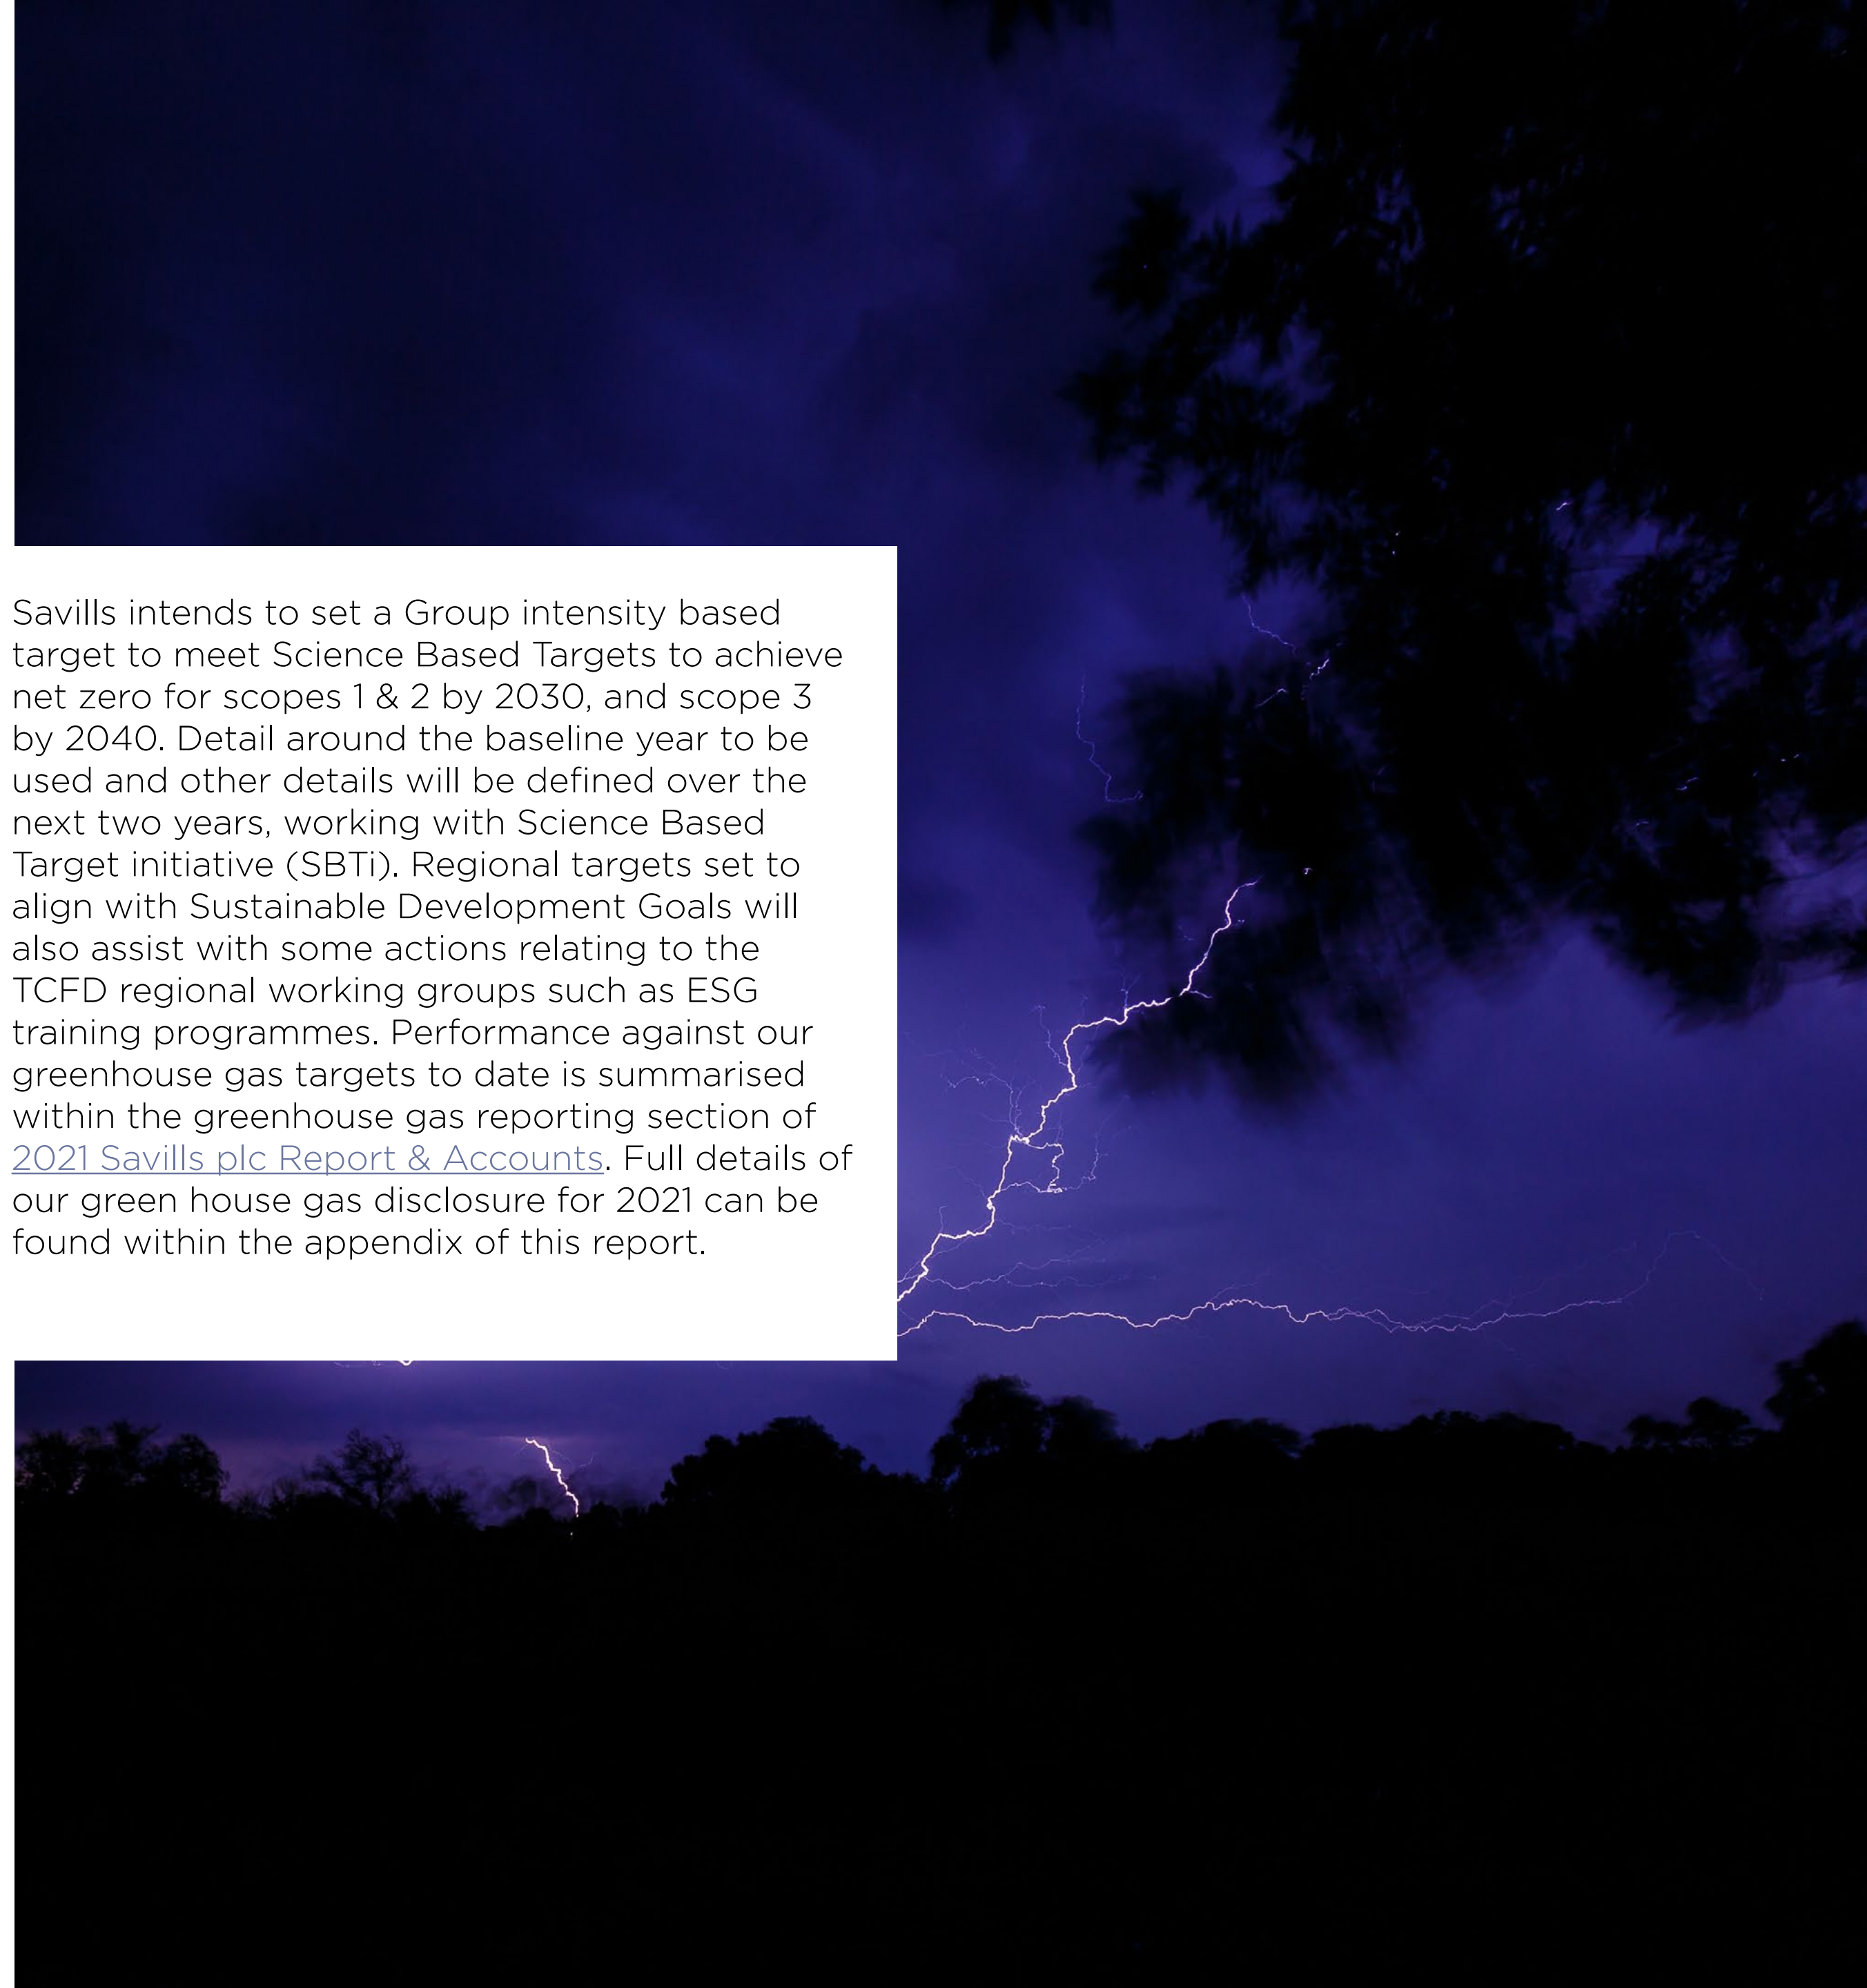 Savills intends to set a Group intensity based
target to meet Science Based Targets to achieve
net zero for scopes 1 & 2 by 2030, and scope 3
by 2040. Detail around the baseline year to be
used and other details will be defined over the
next two years, working with Science Based
Target initiative (SBTi). Regional targets set to
align with Sustainable Development Goals will
also assist with some actions relating to the
TCFD regional working groups such as ESG
training programmes. Performance against our
greenhouse gas targets to date is summarised
within the greenhouse gas reporting section of
2021 Savills plc Report & Accounts. Full details of
our green house gas disclosure for 2021 can be
found within the appendix of this report.